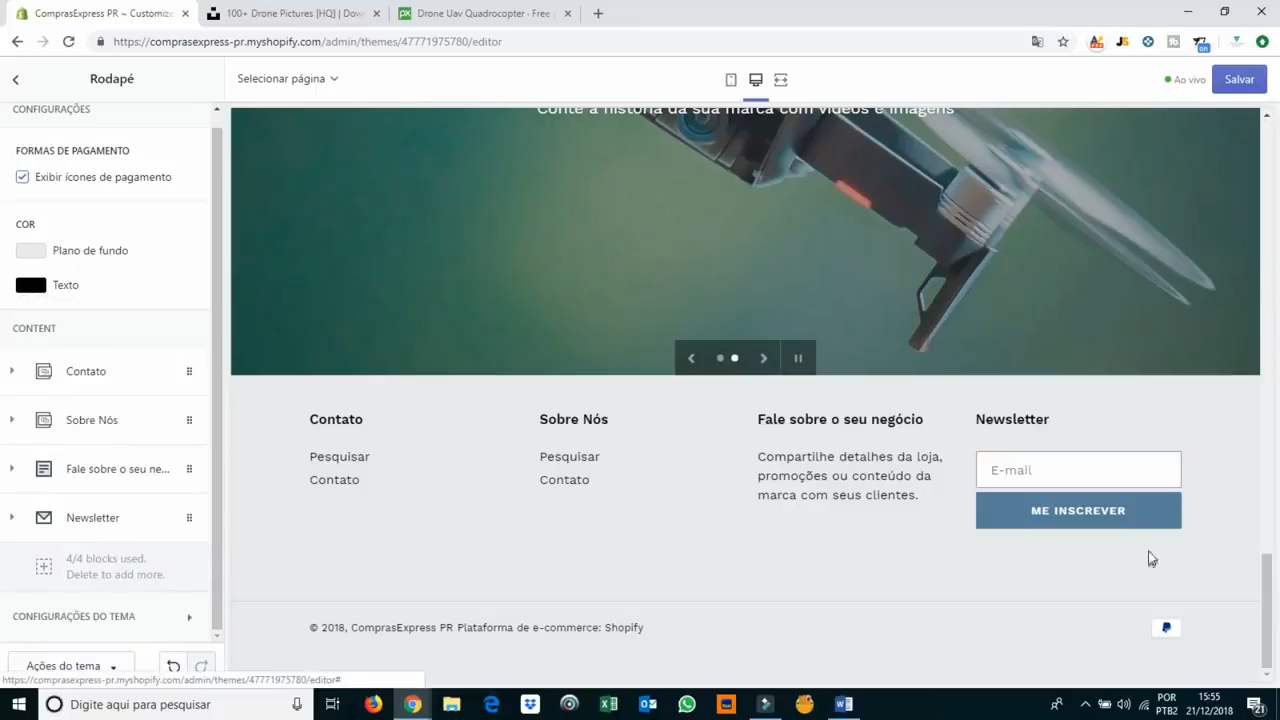 ComprasExpress PR ~ Customize
100+ Drone Pictures [HQ] | Dow
Drone Uav Quadrocopter · Free
https://comprasexpress-pr.myshopify.com/admin/themes/47771975780/editor
Rodapé
Selecionar página
Ao vivo
Salvar
CONFIGURAÇÕES
FORMAS DE PAGAMENTO
Exibir ícones de pagamento
COR
Plano de fundo
Texto
CONTENT
Contato
Sobre Nós
Fale sobre o seu ne...
Newsletter
4/4 blocks used.
Delete to add more.
CONFIGURAÇÕES DO TEMA
Ações do tema
https://comprasexpress-pr.myshopify.com/admin/themes/47771975780/editor#
Conte a história da sua marca com vídeos e imagens
Contato
Pesquisar
Contato
Sobre Nós
Pesquisar
Contato
Fale sobre o seu negócio
Compartilhe detalhes da loja,
promoções ou conteúdo da
marca com seus clientes.
Newsletter
E-mail
ME INSCREVER
© 2018, ComprasExpress PR Plataforma de e-commerce: Shopify
Digite aqui para pesquisar
POR
PTB2
15:55
21/12/2018
21